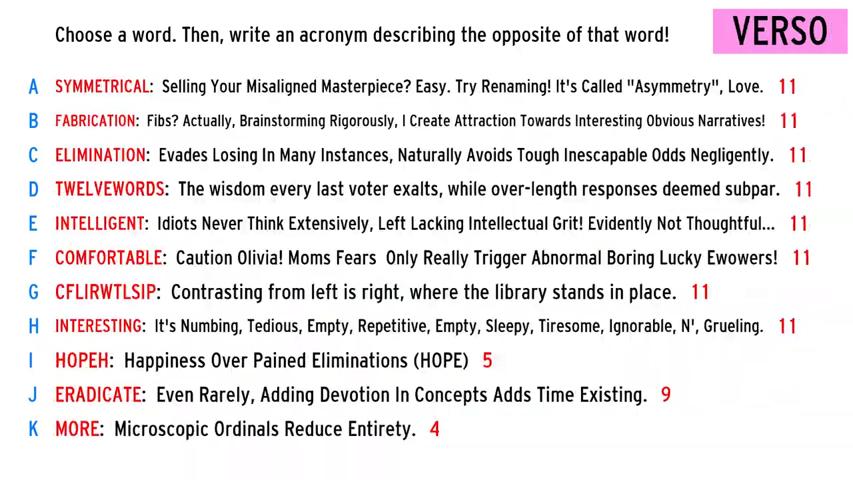 Choose a word. Then, write an acronym describing the opposite of that word!
VERSO
A SYMMETRICAL: Selling Your Misaligned Masterpiece? Easy. Try Renaming! It's Called "Asymmetry", Love. 11
B FABRICATION: Fibs? Actually, Brainstorming Rigorously, I Create Attraction Towards Interesting Obvious Narratives! 11
C ELIMINATION: Evades Losing In Many Instances, Naturally Avoids Tough Inescapable Odds Negligently. 11
D TWELVEWORDS: The wisdom every last voter exalts, while over-length responses deemed subpar. 11
E INTELLIGENT: Idiots Never Think Extensively, Left Lacking Intellectual Grit! Evidently Not Thoughtful... 11
F COMFORTABLE: Caution Olivia! Moms Fears Only Really Trigger Abnormal Boring Lucky Ewowers! 11
G CFLIRWTLSIP: Contrasting from left is right, where the library stands in place. 11
H INTERESTING: It's Numbing, Tedious, Empty, Repetitive, Empty, Sleepy, Tiresome, Ignorable, N', Grueling. 11
I HOPEH: Happiness Over Pained Eliminations (HOPE) 5
J ERADICATE: Even Rarely, Adding Devotion In Concepts Adds Time Existing. 9
K MORE: Microscopic Ordinals Reduce Entirety. 4